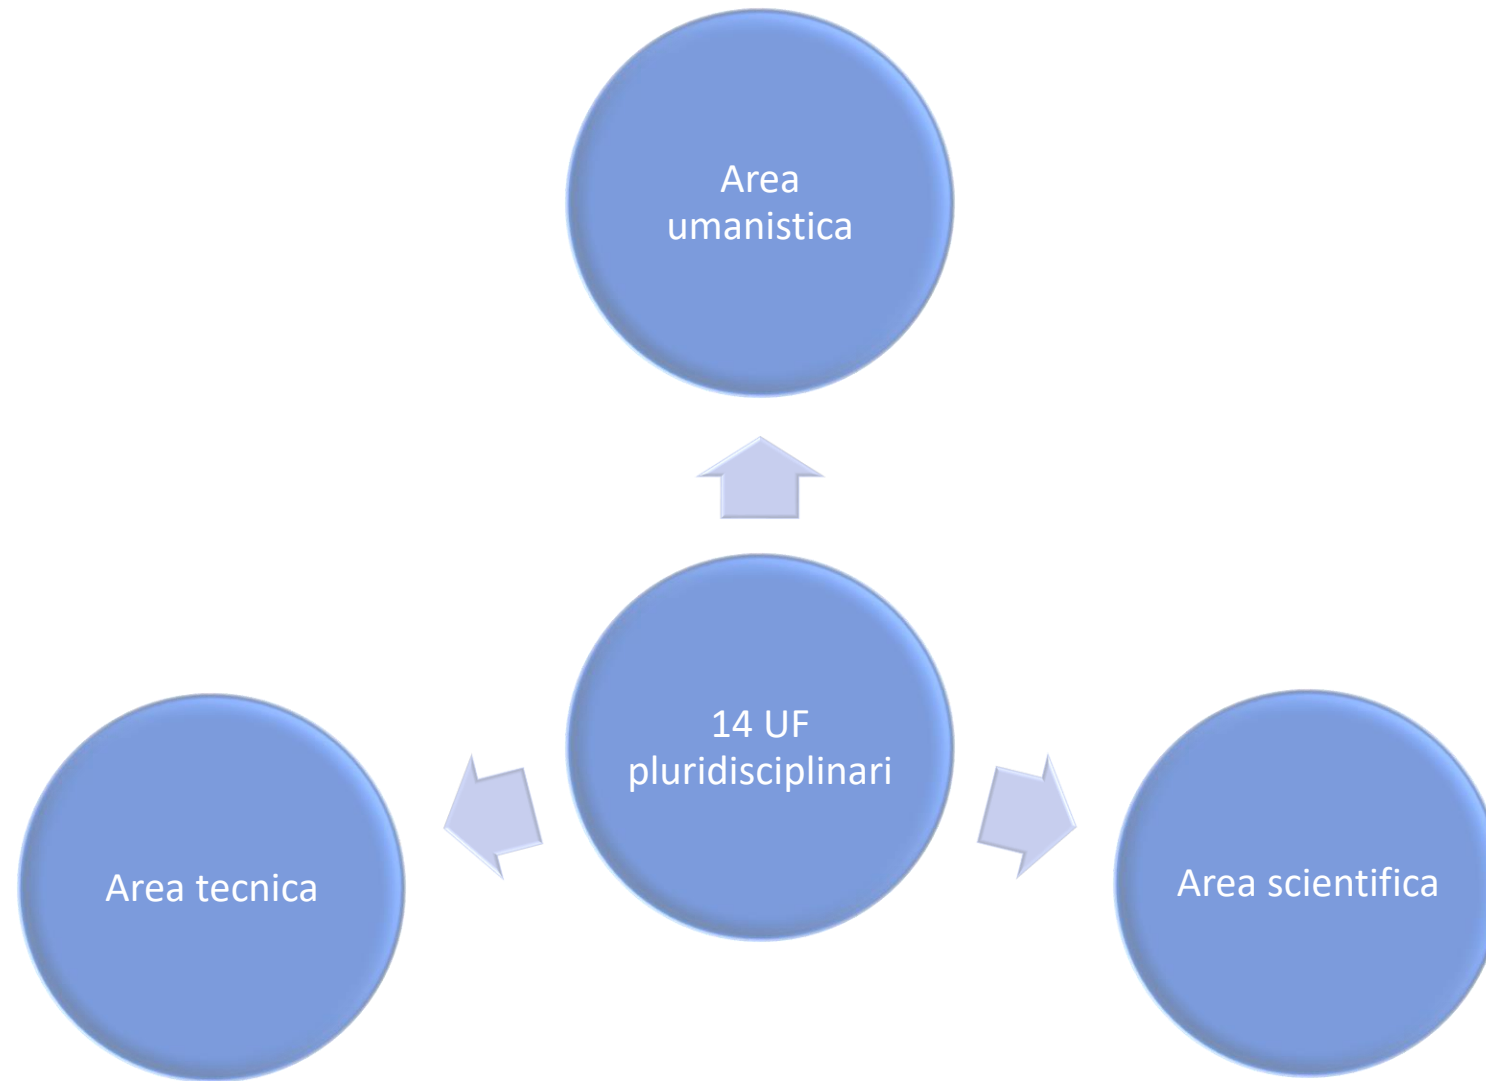 Area
umanistica
14 UF
pluridisciplinari
Area tecnica
Area scientifica